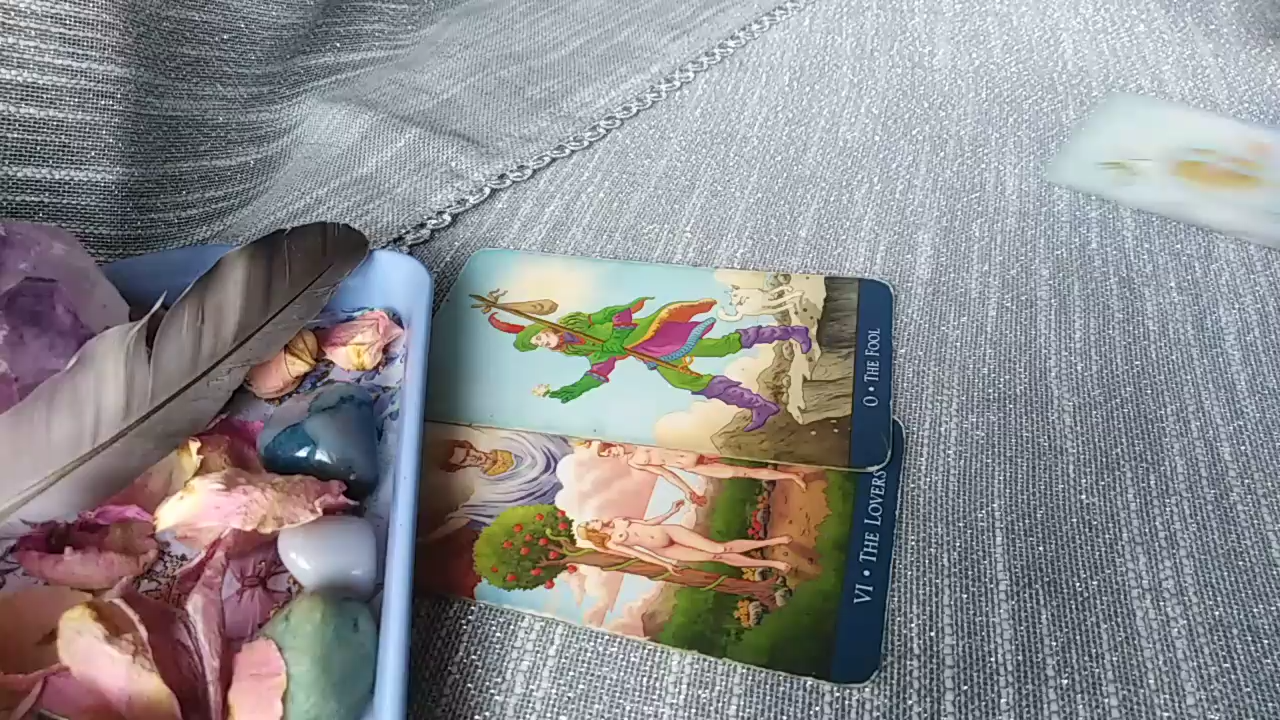 0 • THE FOOL
VI • THE LOVERS